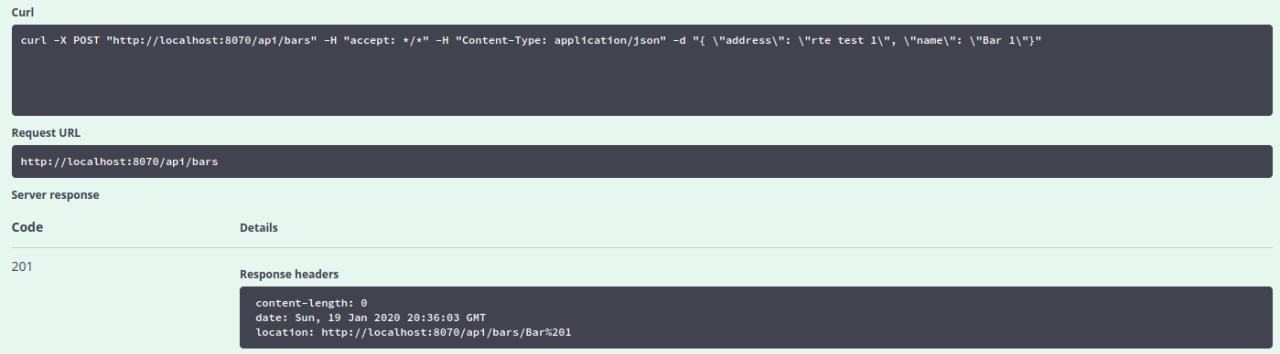 Curl
curl -X POST "http://localhost:8070/api/bars" -H "accept: */*" -H "Content-Type: application/json" -d "{ \"address\": \"rte test 1\", \"name\": \"Bar 1\"}"
Request URL
http://localhost:8070/api/bars
Server response
Code Details
201
Response headers
content-length: 0
date: Sun, 19 Jan 2020 20:36:03 GMT
location: http://localhost:8070/api/bars/Bar%201